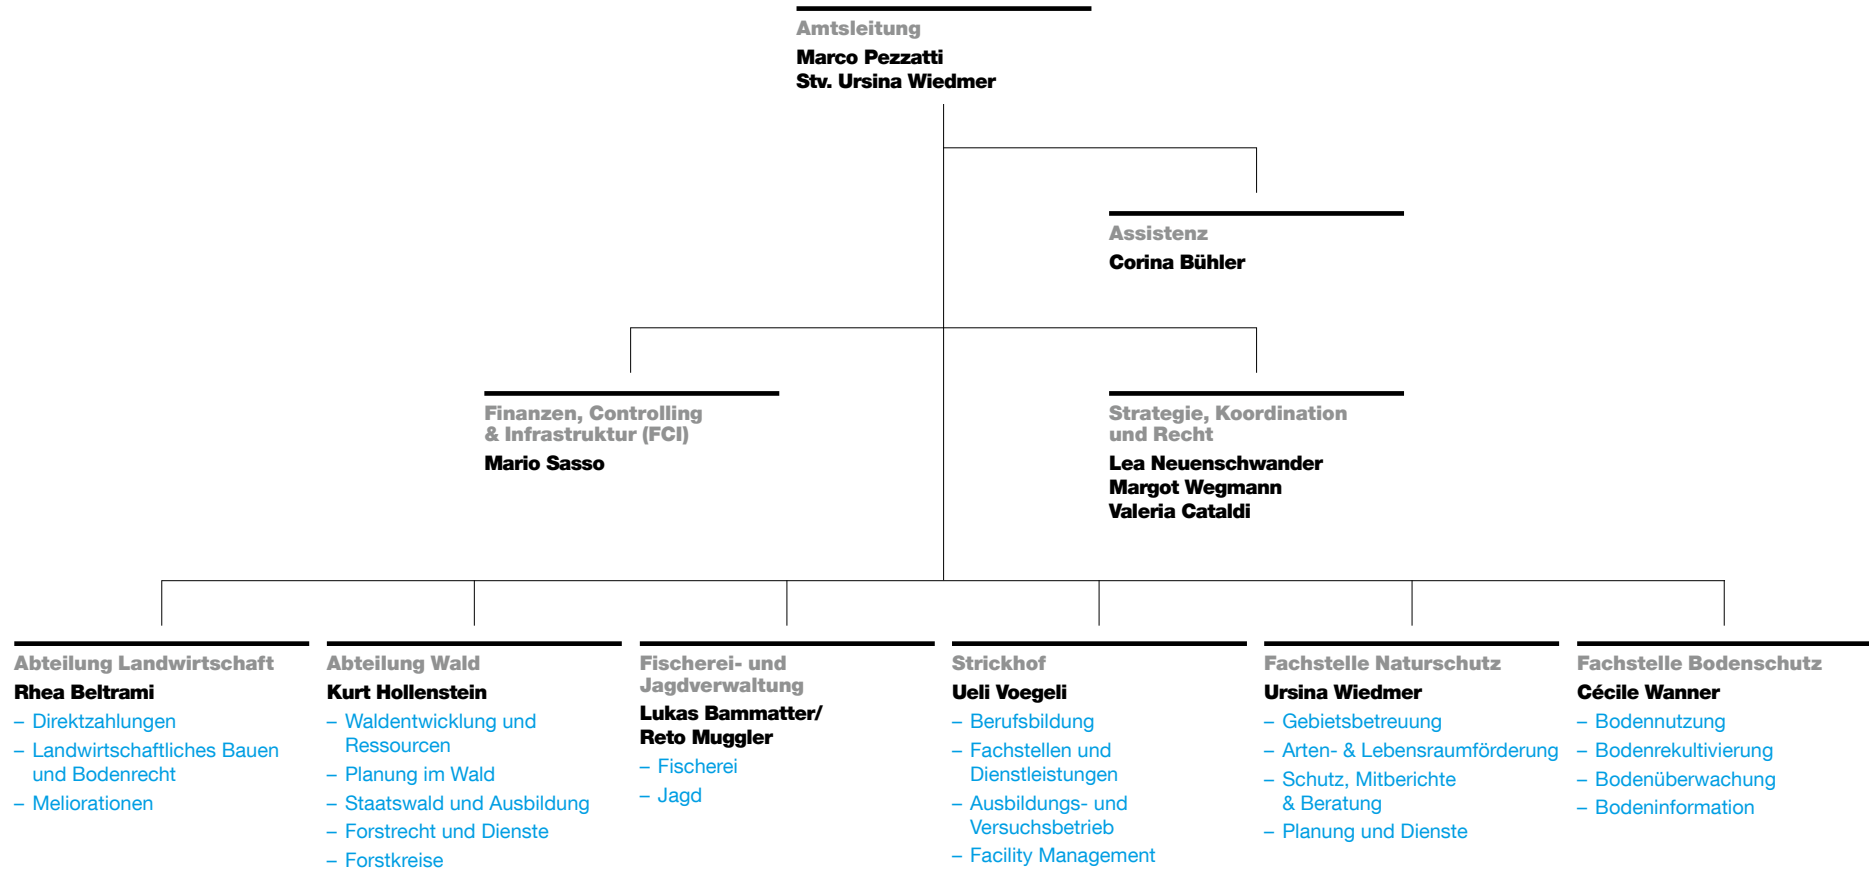 Amtsleitung
Marco Pezzatti
Stv. Ursina Wiedmer
Assistenz
Corina Bühler
Finanzen, Controlling
& Infrastruktur (FCI)
Mario Sasso
Strategie, Koordination
und Recht
Lea Neuenschwander
Margot Wegmann
Valeria Cataldi
Abteilung Landwirtschaft
Rhea Beltrami
– Direktzahlungen
– Landwirtschaftliches Bauen
und Bodenrecht
– Meliorationen
Abteilung Wald
Kurt Hollenstein
– Waldentwicklung und
Ressourcen
– Planung im Wald
– Staatswald und Ausbildung
– Forstrecht und Dienste
– Forstkreise
Fischerei- und
Jagdverwaltung
Lukas Bammatter/
Reto Muggler
– Fischerei
– Jagd
Strickhof
Ueli Voegeli
– Berufsbildung
– Fachstellen und
Dienstleistungen
– Ausbildungs- und
Versuchsbetrieb
– Facility Management
Fachstelle Naturschutz
Ursina Wiedmer
– Gebietsbetreuung
– Arten- & Lebensraumförderung
– Schutz, Mitberichte
& Beratung
– Planung und Dienste
Fachstelle Bodenschutz
Cécile Wanner
– Bodennutzung
– Bodenrekultivierung
– Bodenüberwachung
– Bodeninformation